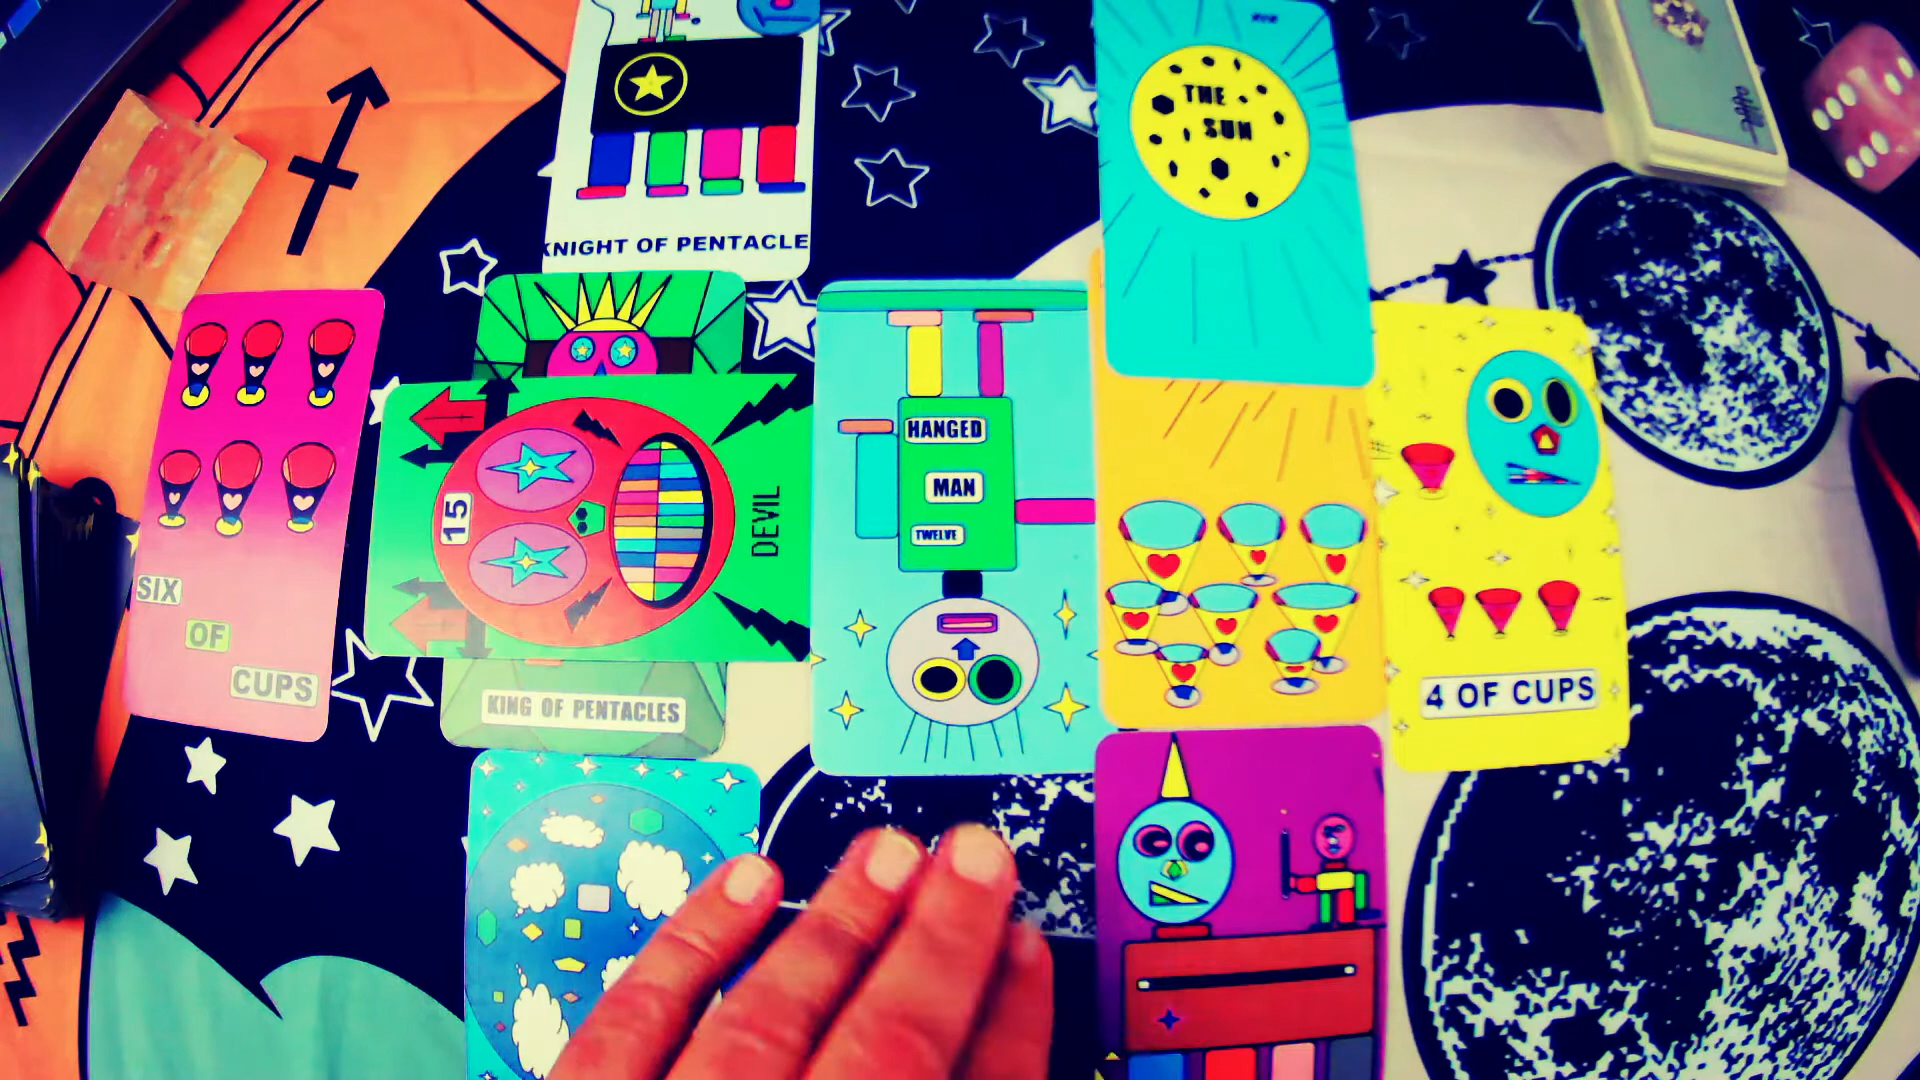 KNIGHT OF PENTACLE
THE
SUN
SIX
OF
CUPS
15
DEVIL
KING OF PENTACLES
HANGED
MAN
TWELVE
4 OF CUPS